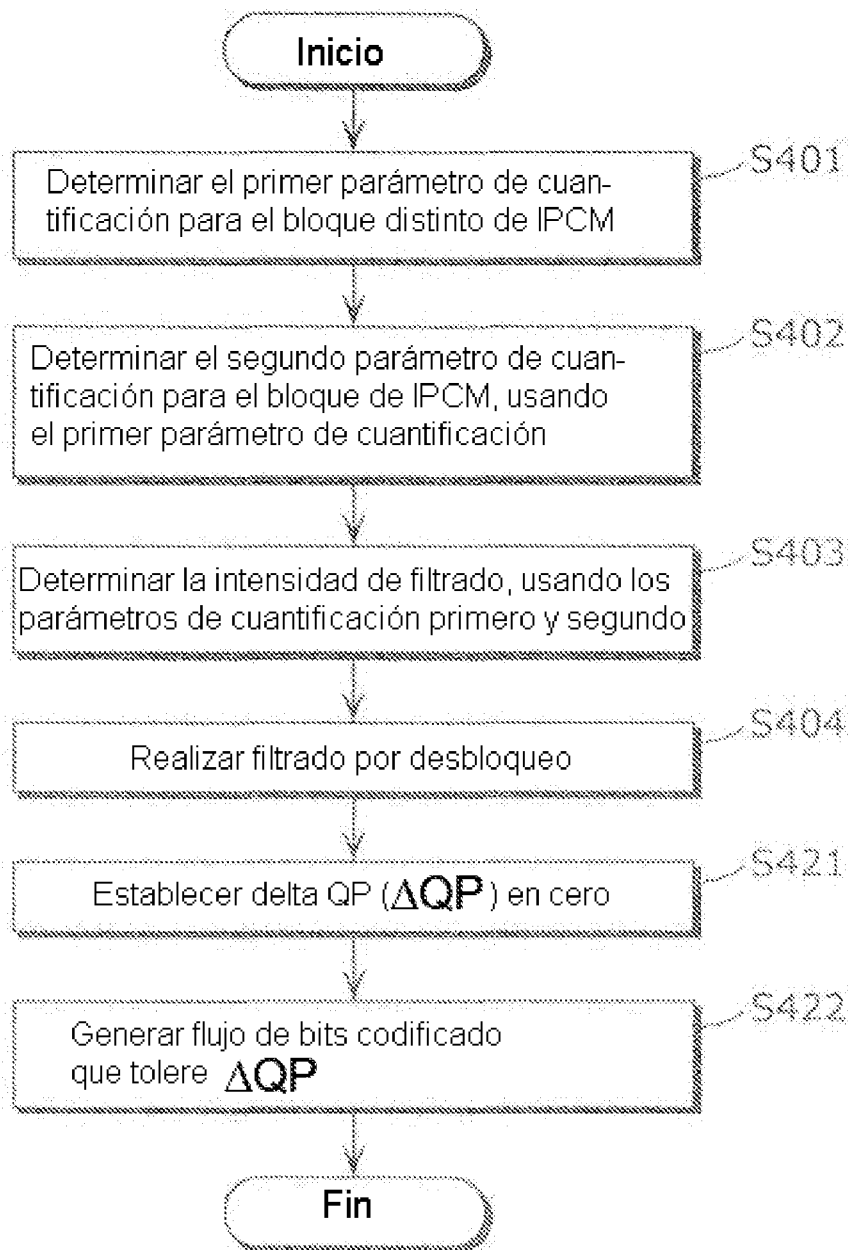 Inicio
S401
Determinar el primer parámetro de cuan-
tificación para el bloque distinto de IPCM
S402
Determinar el segundo parámetro de cuan-
tificación para el bloque de IPCM, usando
el primer parámetro de cuantificación
S403
Determinar la intensidad de filtrado, usando los
parámetros de cuantificación primero y segundo
S404
Realizar filtrado por desbloqueo
S421
Establecer delta QP (ΔQP) en cero
S422
Generar flujo de bits codificado
que tolere ΔQP
Fin